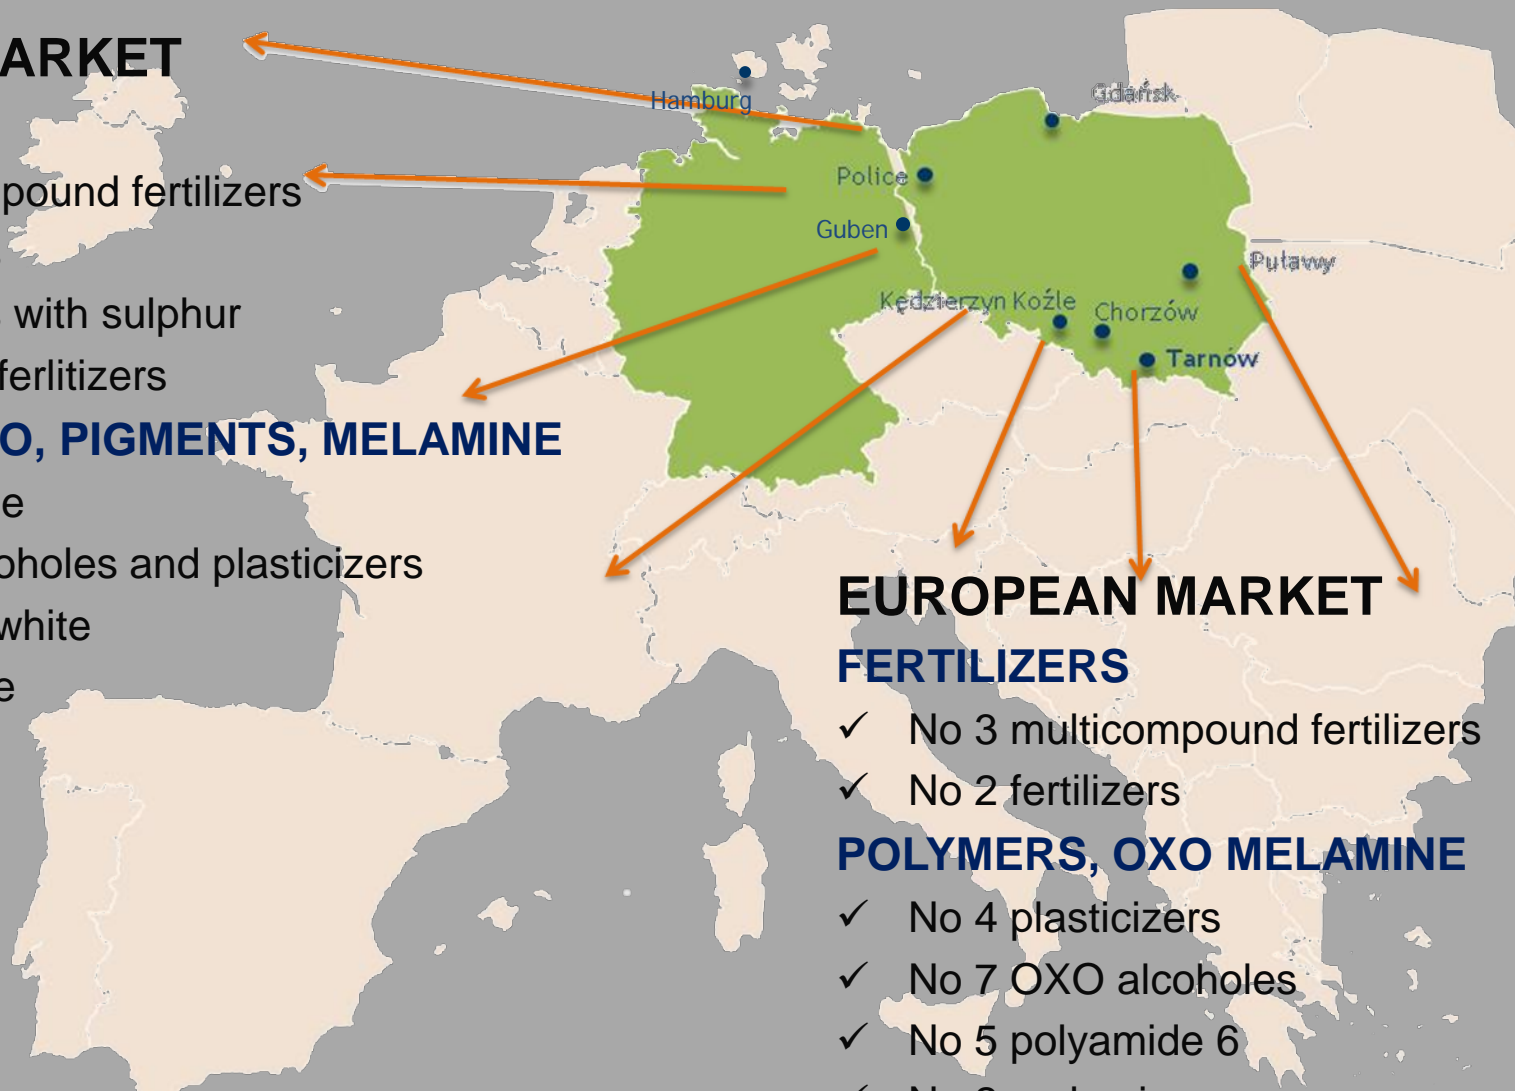 ARKET
pound fertilizers
with sulphur
ferlitizers
O, PIGMENTS, MELAMINE
e
oholes and plasticizers
white
e
Hamburg
Gdańsk
Police
Guben
Puławy
Kędzierzyn Koźle
Chorzów
Tarnów
EUROPEAN MARKET
FERTILIZERS
✓ No 3 multicompound fertilizers
✓ No 2 fertilizers
POLYMERS, OXO MELAMINE
✓ No 4 plasticizers
✓ No 7 OXO alcoholes
✓ No 5 polyamide 6